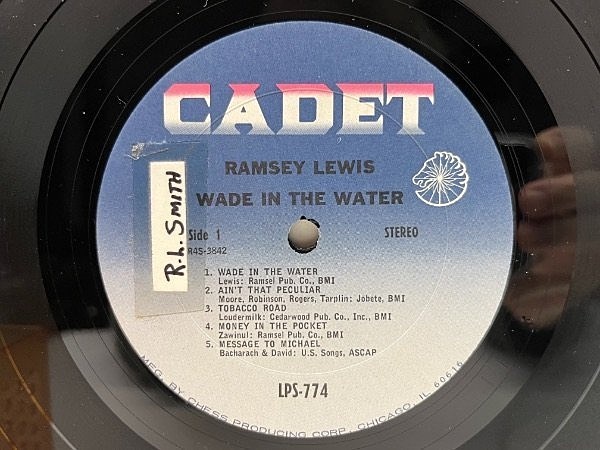 CADET
RAMSEY LEWIS
WADE IN THE WATER
R.L. SMITH
Side 1
STEREO
R4S-3842
1. WADE IN THE WATER
Lewis: Ramsel Pub. Co., BMI
2. AIN'T THAT PECULIAR
Moore, Robinson, Rogers, Tarplin: Jobete, BMI
3. TOBACCO ROAD
Loudermilk: Cedarwood Pub. Co., Inc., BMI
4. MONEY IN THE POCKET
Zawinul: Ramsel Pub. Co., BMI
5. MESSAGE TO MICHAEL
Bacharach & David: U.S. Songs, ASCAP
LPS-774
MFG. BY CHESS PRODUCING CORP., CHICAGO, IL 60616